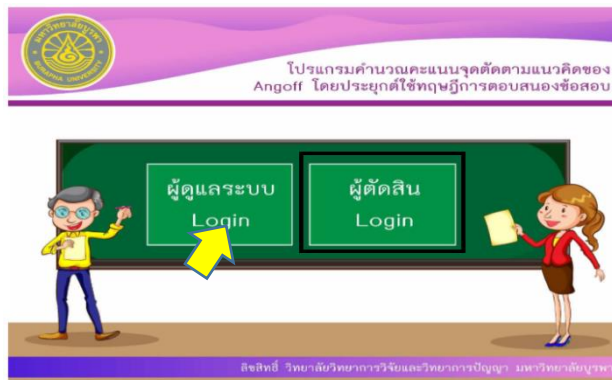 มหาวิทยาลัยบูรพา
BURAPHA UNIVERSITY
โปรแกรมคำนวณคะแนนจุดตัดตามแนวคิดของ
Angoff โดยประยุกต์ใช้ทฤษฎีการตอบสนองข้อสอบ
ผู้ดูแลระบบ
Login
ผู้ตัดสิน
Login
ลิขสิทธิ์ วิทยาลัยวิทยาการวิจัยและวิทยาการปัญญา มหาวิทยาลัยบูรพา